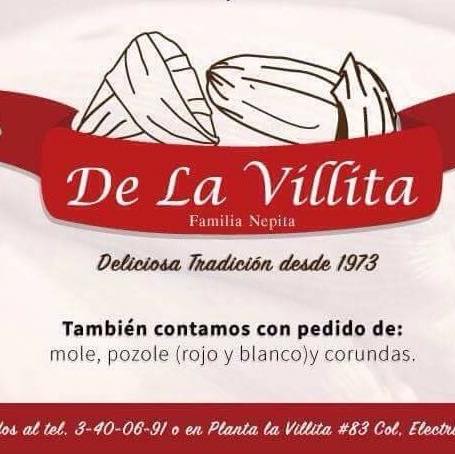 De La Villita
Familia Nepita
Deliciosa Tradición desde 1973
También contamos con pedido de:
mole, pozole (rojo y blanco)y corundas.
al tel. 3-40-06-91 o en Planta la Villita #83 Col,